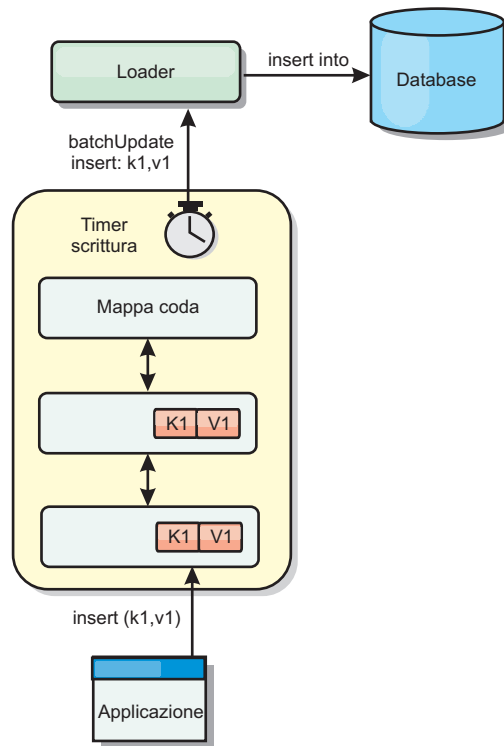 Loader
insert into
Database
batchUpdate
insert: k1,v1
Timer
scrittura
Mappa coda
K1 V1
K1 V1
insert (k1,v1)
Applicazione